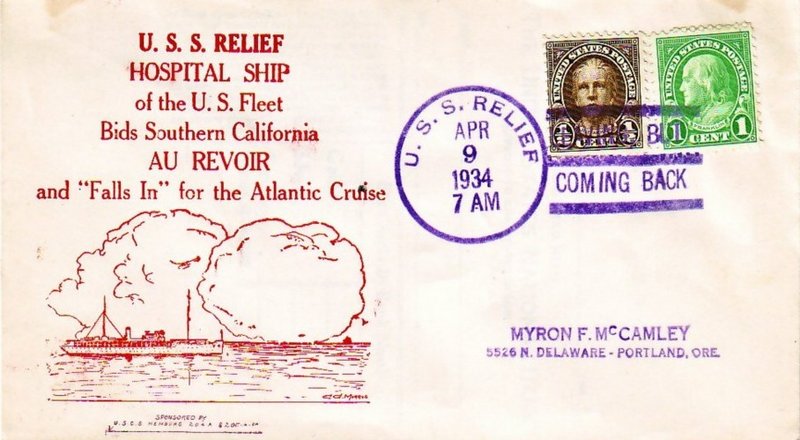 U. S. S. RELIEF
HOSPITAL SHIP
of the U. S. Fleet
Bids Southern California
AU REVOIR
and "Falls In" for the Atlantic Cruise
U. S. S. RELIEF
APR
9
1934
7 AM
COMING BACK
UNITED STATES POSTAGE
UNITED STATES POSTAGE
FRANKLIN
1 1
CENT
MYRON F. McCAMLEY
5526 N. DELAWARE - PORTLAND, ORE.
SPONSORED BY
U.S.C.S.